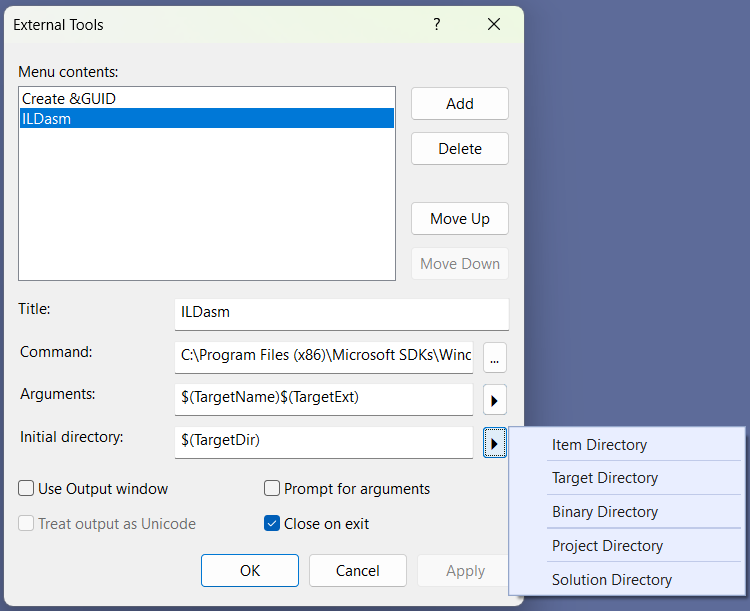 External Tools
?
Menu contents:
Create &GUID
ILDasm
Add
Delete
Move Up
Move Down
Title:
ILDasm
Command:
C:\Program Files (x86)\Microsoft SDKs\Winc
...
Arguments:
$(TargetName)$(TargetExt)
Initial directory:
$(TargetDir)
Item Directory
Target Directory
Binary Directory
Project Directory
Solution Directory
Use Output window
Prompt for arguments
Treat output as Unicode
Close on exit
OK
Cancel
Apply